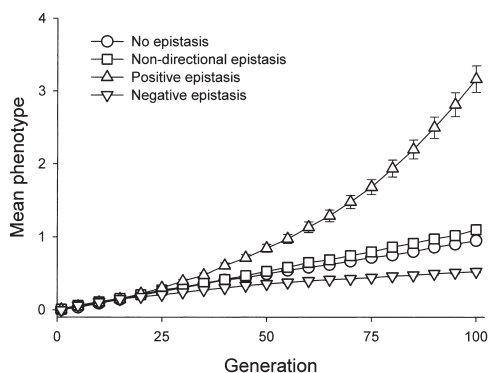 4
3
2
1
0
No epistasis
Non-directional epistasis
Positive epistasis
Negative epistasis
Mean phenotype
0
25
50
75
100
Generation